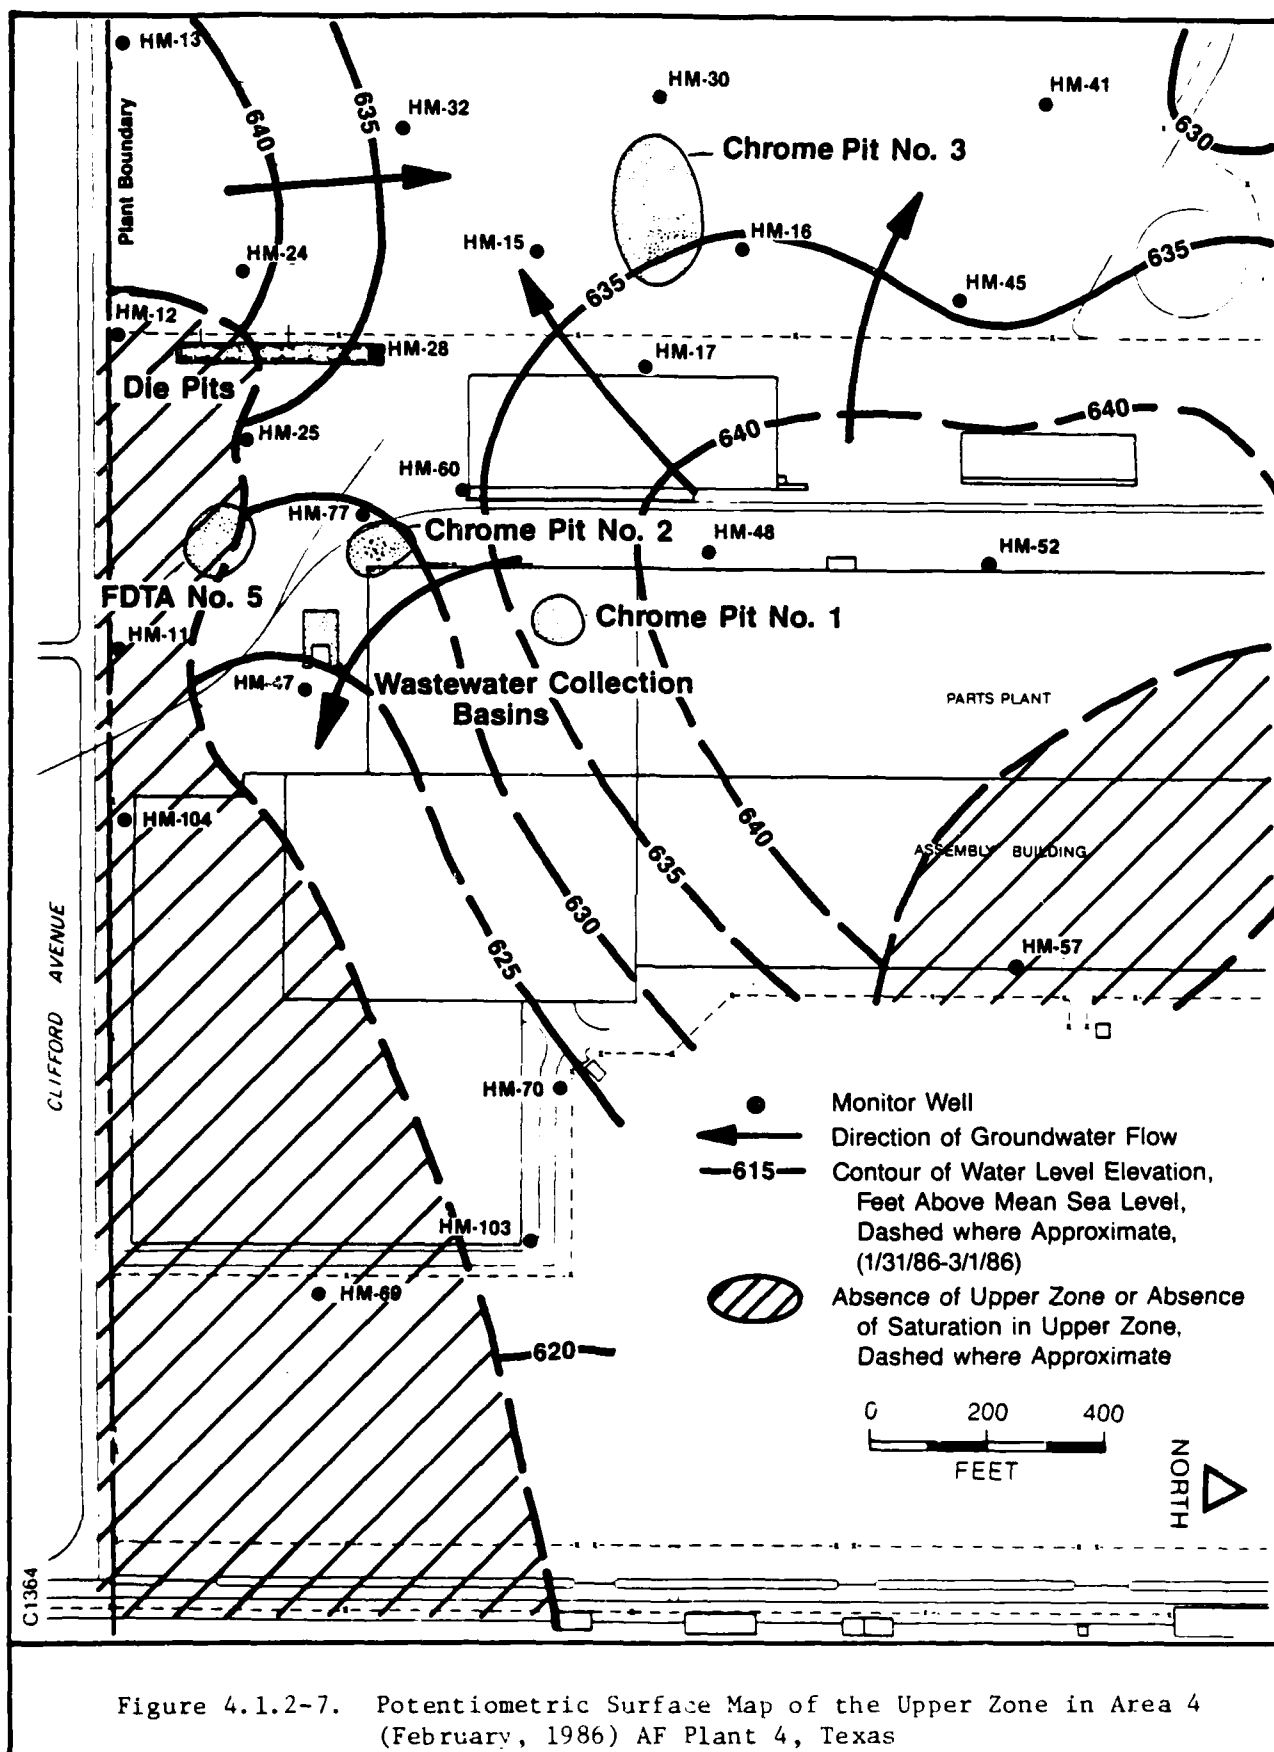 HM-13
HM-30
HM-41
HM-32
640
635
630
Chrome Pit No. 3
Plant Boundary
HM-24
HM-15
HM-16
635
635
HM-45
HM-12
HM-28
HM-17
Die Pits
640
640
HM-25
HM-60
HM-77
Chrome Pit No. 2
HM-48
HM-52
FDTA No. 5
Chrome Pit No. 1
HM-11
HM-47
Wastewater Collection
Basins
PARTS PLANT
HM-104
640
635
ASSEMBLY BUILDING
630
625
HM-57
CLIFFORD AVENUE
HM-70
Monitor Well
Direction of Groundwater Flow
615
Contour of Water Level Elevation,
Feet Above Mean Sea Level,
Dashed where Approximate,
(1/31/86-3/1/86)
HM-103
HM-69
Absence of Upper Zone or Absence
of Saturation in Upper Zone,
Dashed where Approximate
620
0 200 400
FEET
NORTH
C1364
Figure 4.1.2-7. Potentiometric Surface Map of the Upper Zone in Area 4
(February, 1986) AF Plant 4, Texas